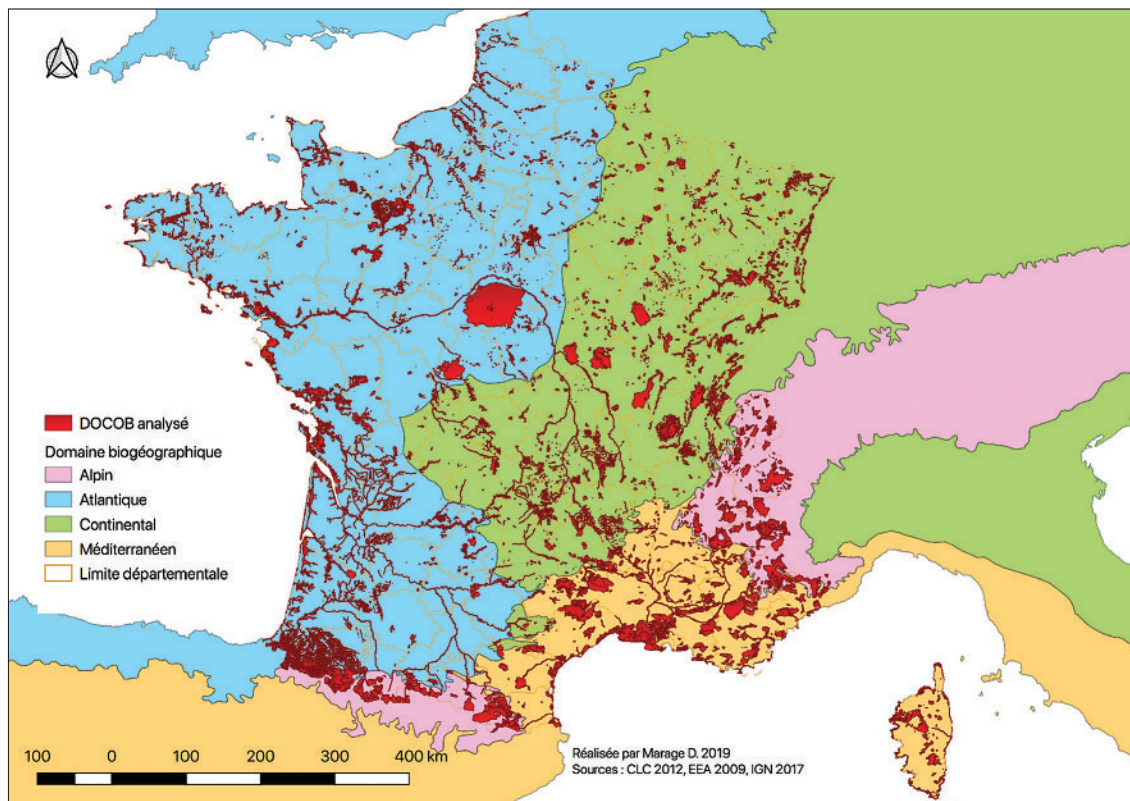 DOCOB analysé
Domaine biogéographique
Alpin
Atlantique
Continental
Méditerranéen
Limite départementale
100 0 100 200 300 400 km
Réalisée par Marage D. 2019
Sources : CLC 2012, EEA 2009, IGN 2017